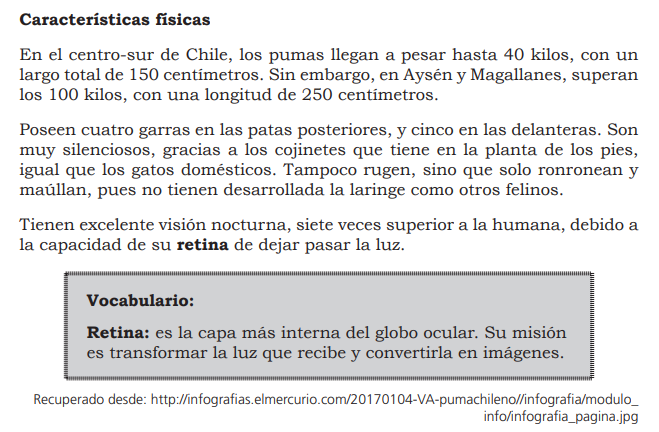 Características físicas
En el centro-sur de Chile, los pumas llegan a pesar hasta 40 kilos, con un
largo total de 150 centímetros. Sin embargo, en Aysén y Magallanes, superan
los 100 kilos, con una longitud de 250 centímetros.
Poseen cuatro garras en las patas posteriores, y cinco en las delanteras. Son
muy silenciosos, gracias a los cojinetes que tiene en la planta de los pies,
igual que los gatos domésticos. Tampoco rugen, sino que solo ronronean y
maúllan, pues no tienen desarrollada la laringe como otros felinos.
Tienen excelente visión nocturna, siete veces superior a la humana, debido a
la capacidad de su retina de dejar pasar la luz.
Vocabulario:
Retina: es la capa más interna del globo ocular. Su misión
es transformar la luz que recibe y convertirla en imágenes.
Recuperado desde: http://infografias.elmercurio.com/20170104-VA-pumachileno//infografia/modulo_
info/infografia_pagina.jpg